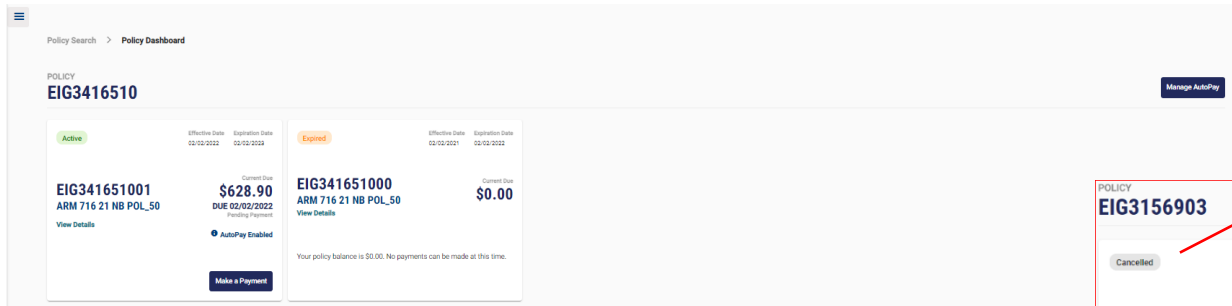 Policy Search > Policy Dashboard
POLICY
EIG3416510
Manage AutoPay
Active
Effective Date Expiration Date
02/02/2022 02/02/2023
EIG341651001
ARM 716 21 NB POL_50
View Details
Current Due
$628.90
DUE 02/02/2022
Pending Payment
AutoPay Enabled
Make a Payment
Expired
Effective Date Expiration Date
02/02/2021 02/02/2022
EIG341651000
ARM 716 21 NB POL_50
View Details
Current Due
$0.00
Your policy balance is $0.00. No payments can be made at this time.
POLICY
EIG3156903
Cancelled